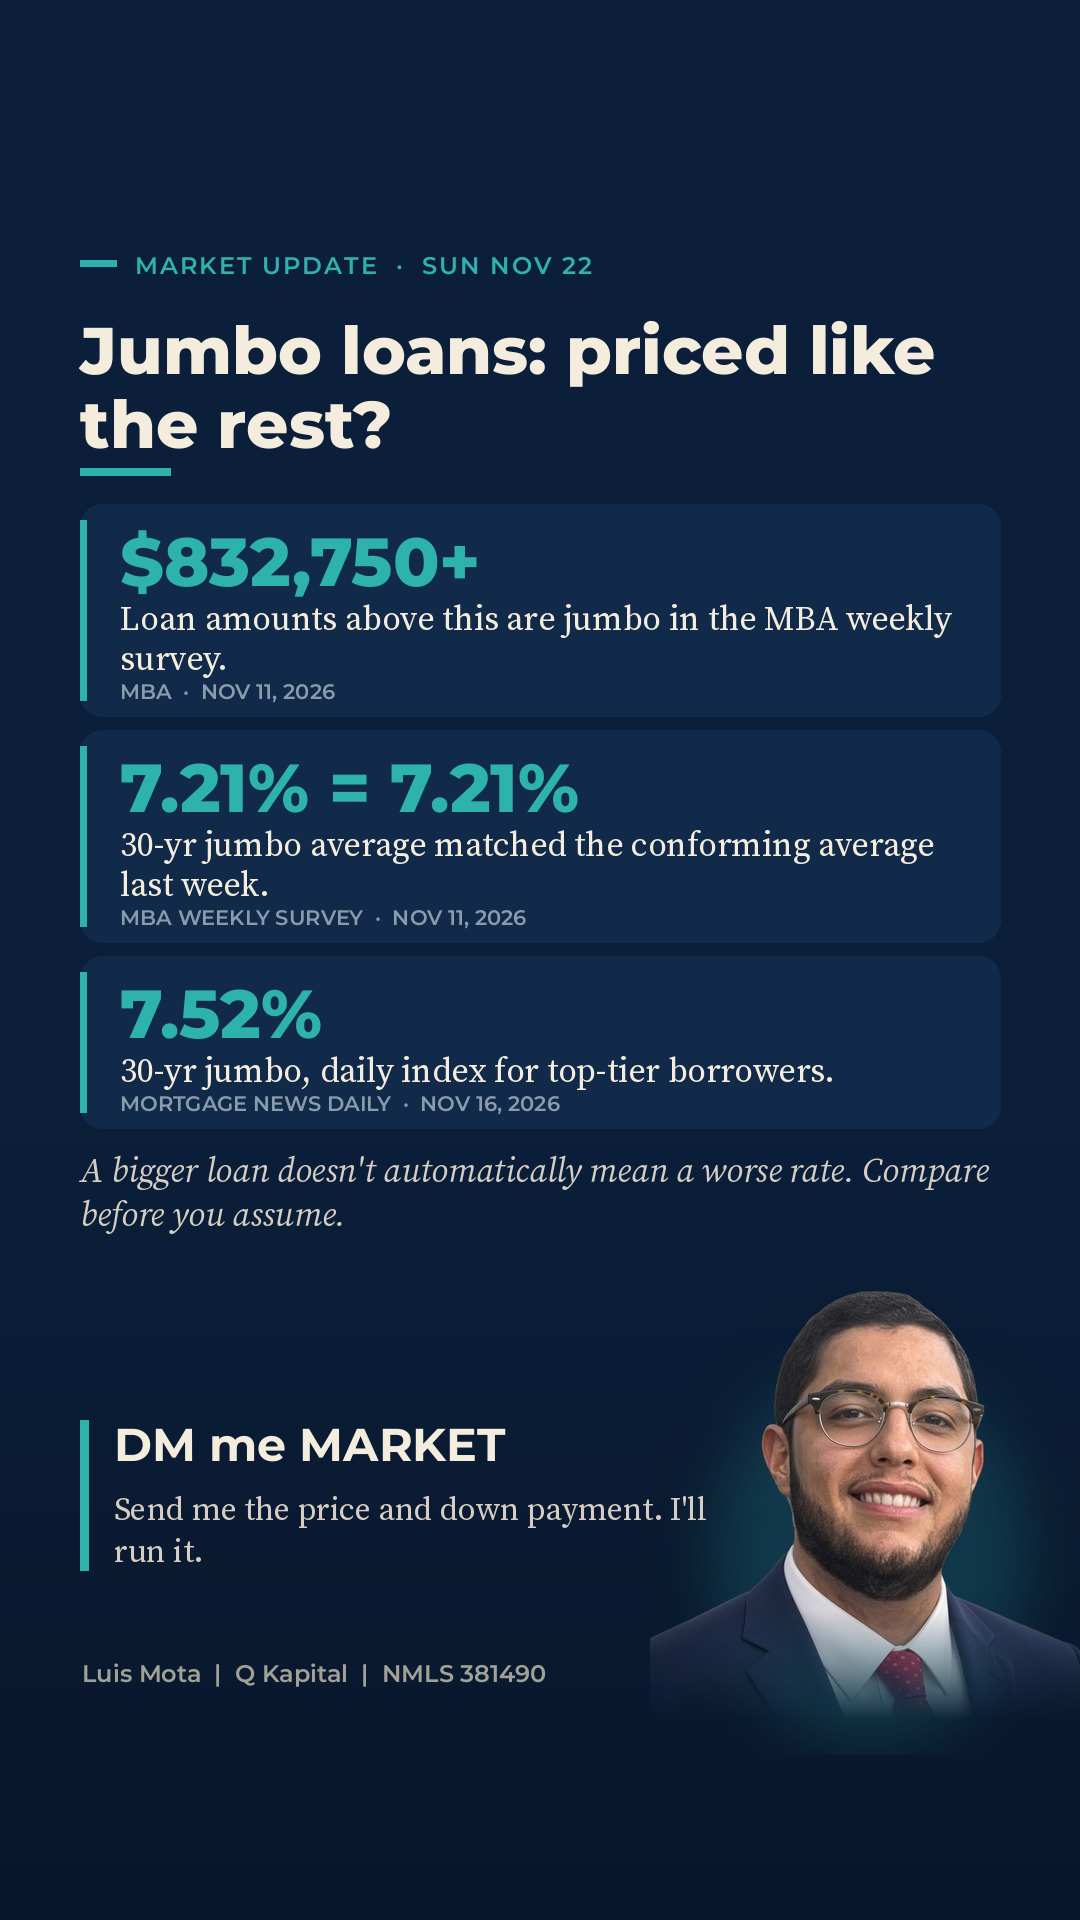 MARKET UPDATE · SUN NOV 22
Jumbo loans: priced like
the rest?
$832,750+
Loan amounts above this are jumbo in the MBA weekly
survey.
MBA · NOV 11, 2026
7.21% = 7.21%
30-yr jumbo average matched the conforming average
last week.
MBA WEEKLY SURVEY · NOV 11, 2026
7.52%
30-yr jumbo, daily index for top-tier borrowers.
MORTGAGE NEWS DAILY · NOV 16, 2026
A bigger loan doesn't automatically mean a worse rate. Compare
before you assume.
DM me MARKET
Send me the price and down payment. I'll
run it.
Luis Mota | Q Kapital | NMLS 381490